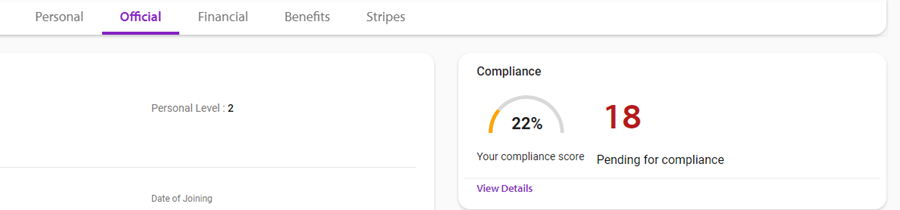 Personal Official Financial Benefits Stripes
Compliance
Personal Level : 2
22% 18
Your compliance score Pending for compliance
View Details
Date of Joining